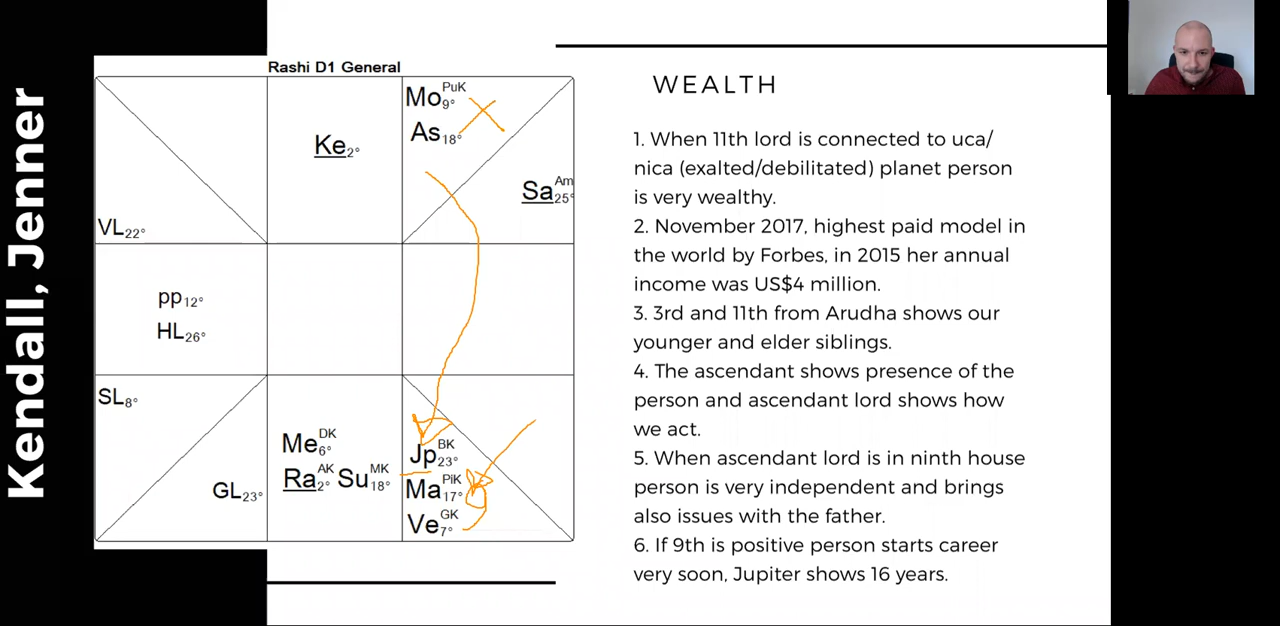 Kendall, Jenner
Rashi D1 General
Ke 2°
Mo PuK 9°
As 18°
Sa Am 25°
VL 22°
pp 12°
HL 26°
SL 8°
GL 23°
Me DK 6°
Ra AK 2° Su MK 18°
Jp BK 23°
Ma PiK 17°
Ve GK 7°
WEALTH
1. When 11th lord is connected to uca/
nica (exalted/debilitated) planet person
is very wealthy.
2. November 2017, highest paid model in
the world by Forbes, in 2015 her annual
income was US$4 million.
3. 3rd and 11th from Arudha shows our
younger and elder siblings.
4. The ascendant shows presence of the
person and ascendant lord shows how
we act.
5. When ascendant lord is in ninth house
person is very independent and brings
also issues with the father.
6. If 9th is positive person starts career
very soon, Jupiter shows 16 years.